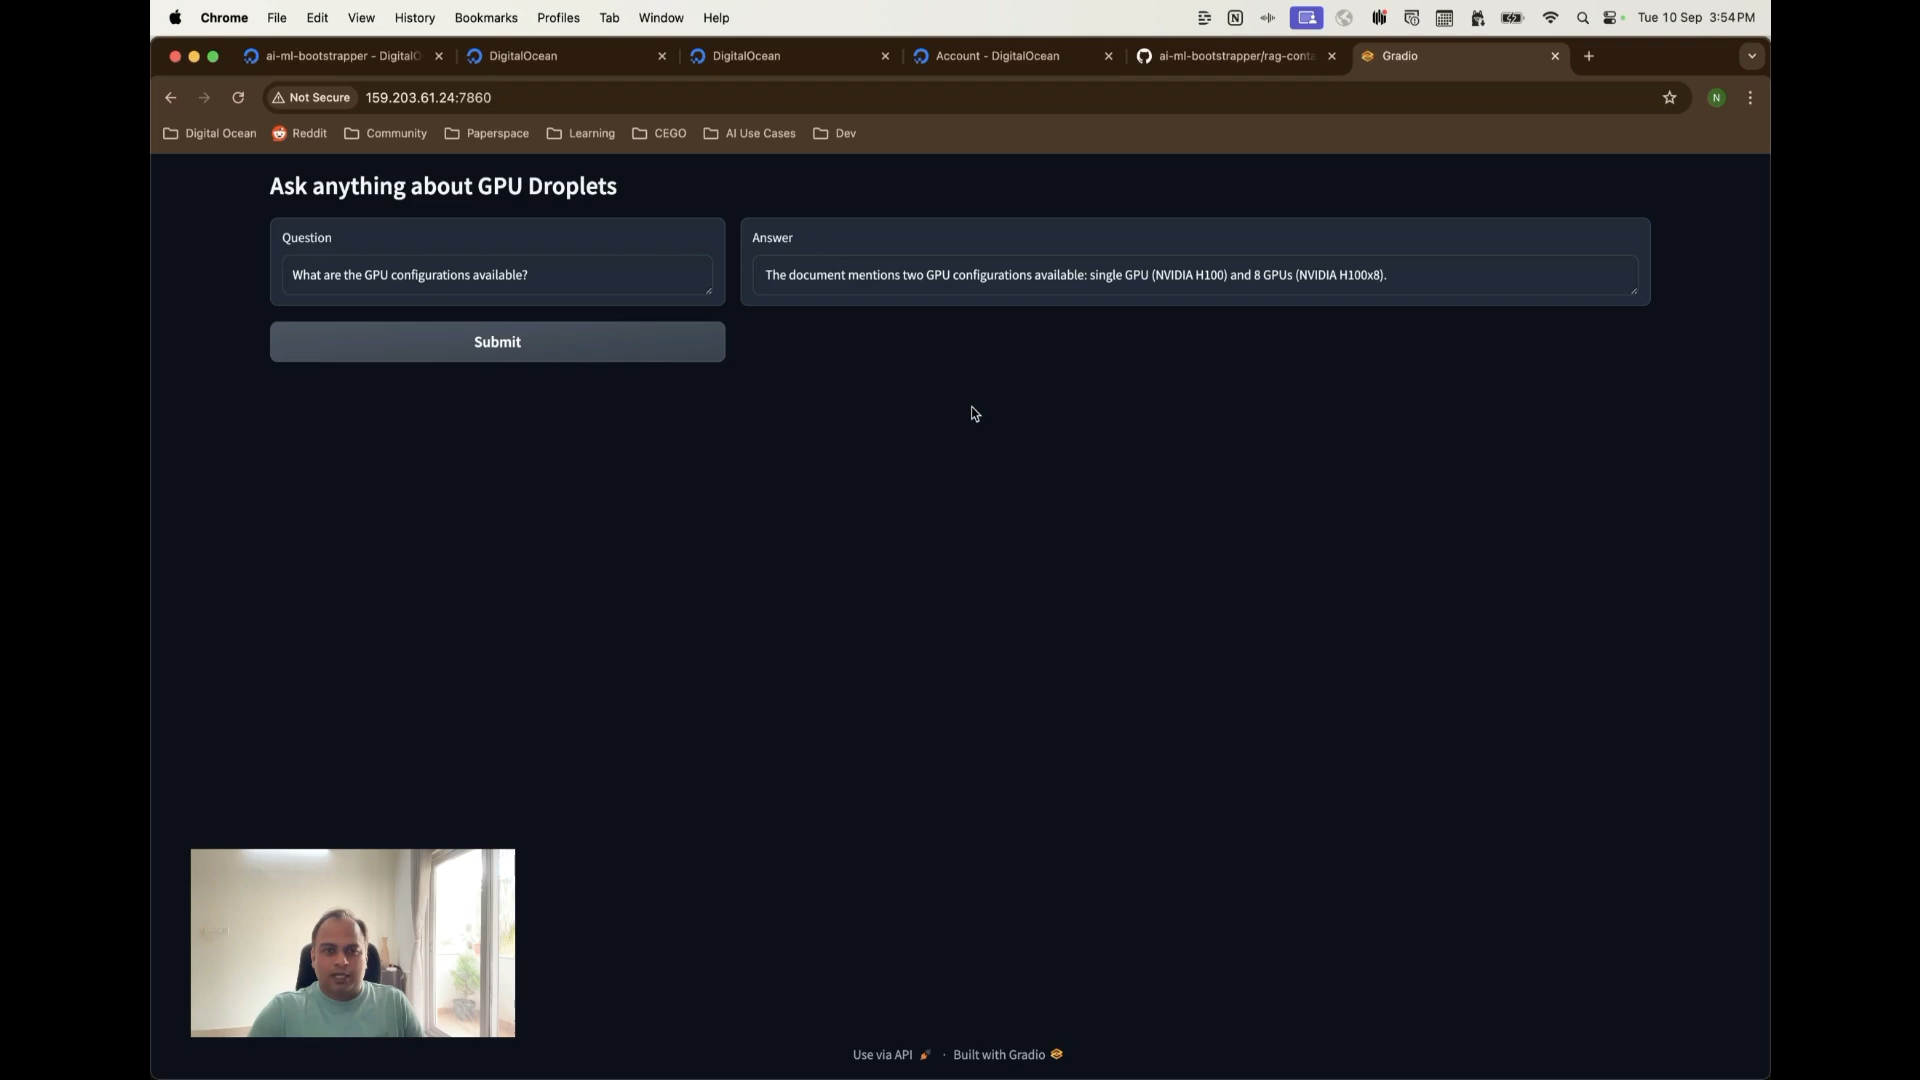 Chrome File Edit View History Bookmarks Profiles Tab Window Help
Tue 10 Sep 3:54 PM
ai-ml-bootstrapper - DigitalO
DigitalOcean
DigitalOcean
Account - DigitalOcean
ai-ml-bootstrapper/rag-conta
Gradio
Not Secure 159.203.61.24:7860
N
Digital Ocean Reddit Community Paperspace Learning CEGO AI Use Cases Dev
Ask anything about GPU Droplets
Question
What are the GPU configurations available?
Answer
The document mentions two GPU configurations available: single GPU (NVIDIA H100) and 8 GPUs (NVIDIA H100x8).
Submit
Use via API · Built with Gradio